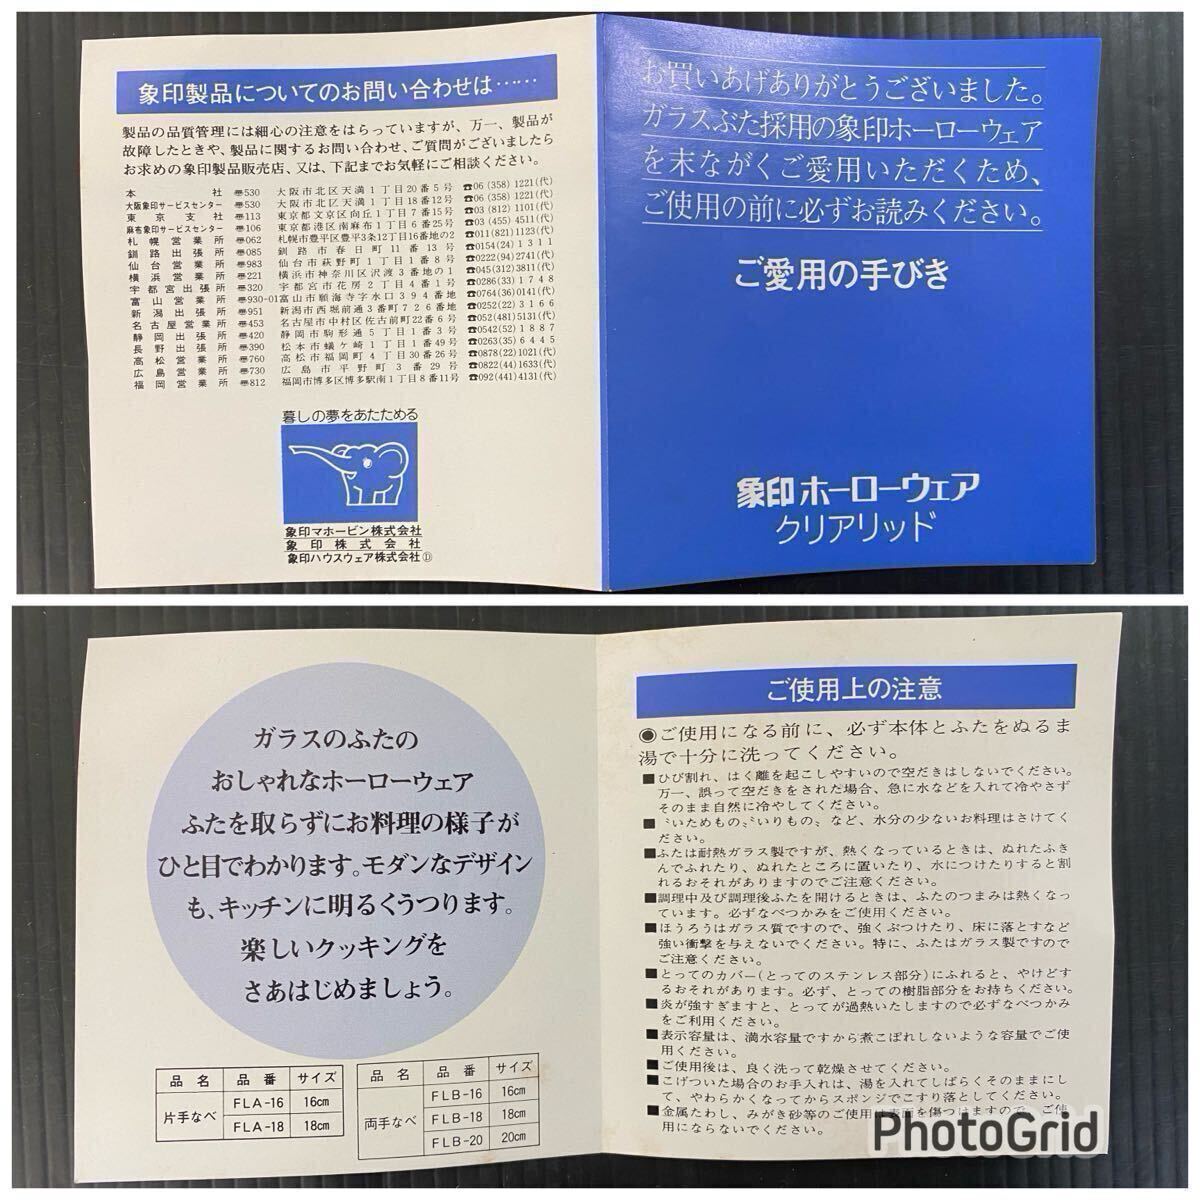 象印製品についてのお問い合わせは……
製品の品質管理には細心の注意をはらっていますが、万一、製品が
故障したときや、製品に関するお問い合わせ、ご質問がございましたら
お求めの象印製品販売店、又は、下記までお気軽にご相談ください。
本社 〠530 大阪市北区天満1丁目20番5号 ☎06(358)1221(代)
大阪象印サービスセンター 〠530 大阪市北区天満1丁目18番12号 ☎06(358)1221(代)
東京支社 〠113 東京都文京区向丘1丁目7番15号 ☎03(812)1101(代)
麻布象印サービスセンター 〠106 東京都港区南麻布1丁目6番25号 ☎03(455)4511(代)
札幌営業所 〠062 札幌市豊平区豊平3条12丁目16番地の2 ☎011(821)1123(代)
釧路出張所 〠085 釧路市春日町11番13号 ☎0154(24)1311
仙台営業所 〠983 仙台市萩野町1丁目1番8号 ☎0222(94)2741(代)
横浜営業所 〠221 横浜市神奈川区沢渡3番地の1 ☎045(312)3811(代)
宇都宮出張所 〠320 宇都宮市花房2丁目4番1号 ☎0286(33)1748
富山営業所 〠930-01 富山市願海寺字水口394番地 ☎0764(36)0141(代)
新潟出張所 〠951 新潟市西堀前通3番町726番地 ☎0252(22)3166
名古屋営業所 〠453 名古屋市中村区佐古前町22番6号 ☎052(481)5131(代)
静岡出張所 〠420 静岡市駒形通5丁目1番3号 ☎0542(52)1887
長野出張所 〠390 松本市蟻ケ崎1丁目1番49号 ☎0263(35)6445
高松営業所 〠760 高松市福岡町4丁目30番26号 ☎0878(22)1021(代)
広島営業所 〠730 広島市平野町3番29号 ☎0822(44)1633(代)
福岡営業所 〠812 福岡市博多区博多駅南1丁目8番11号 ☎092(441)4131(代)
暮しの夢をあたためる
象印マホービン株式会社
象印株式会社
象印ハウスウェア株式会社Ⓓ
お買いあげありがとうございました。
ガラスぶた採用の象印ホーローウェア
を末ながくご愛用いただくため、
ご使用の前に必ずお読みください。
ご愛用の手びき
象印ホーローウェア
クリアリッド
ガラスのふたの
おしゃれなホーローウェア
ふたを取らずにお料理の様子が
ひと目でわかります。モダンなデザイン
も、キッチンに明るくうつります。
楽しいクッキングを
さあはじめましょう。
品名 品番 サイズ
片手なべ FLA-16 16cm
FLA-18 18cm
品名 品番 サイズ
両手なべ FLB-16 16cm
FLB-18 18cm
FLB-20 20cm
ご使用上の注意
◉ご使用になる前に、必ず本体とふたをぬるま
湯で十分に洗ってください。
■ひび割れ、はく離を起こしやすいので空だきはしないでください。
万一、誤って空だきをされた場合、急に水などを入れて冷やさず
そのまま自然に冷やしてください。
■〝いためもの〟〝いりもの〟など、水分の少ないお料理はさけてく
ださい。
■ふたは耐熱ガラス製ですが、熱くなっているときは、ぬれたふき
んでふれたり、ぬれたところに置いたり、水につけたりすると割
れるおそれがありますのでご注意ください。
■調理中及び調理後ふたを開けるときは、ふたのつまみは熱くなっ
ています。必ずなべつかみをご使用ください。
■ほうろうはガラス質ですので、強くぶつけたり、床に落とすなど
強い衝撃を与えないでください。特に、ふたはガラス製ですので
ご注意ください。
■とってのカバー(とってのステンレス部分)にふれると、やけどす
るおそれがあります。必ず、とっての樹脂部分をお持ちください。
■炎が強すぎますと、とってが過熱いたしますので必ずなべつかみ
をご利用ください。
■表示容量は、満水容量ですから煮こぼれしないような容量でご使
用ください。
■ご使用後は、良く洗って乾燥させてください。
■こげついた場合のお手入れは、湯を入れてしばらくそのままにし
て、やわらかくなってからスポンジでこすり落としてください。
■金属たわし、みがき砂等のご使用は表面を傷つけますので、ご使
用にならないでください。
PhotoGrid